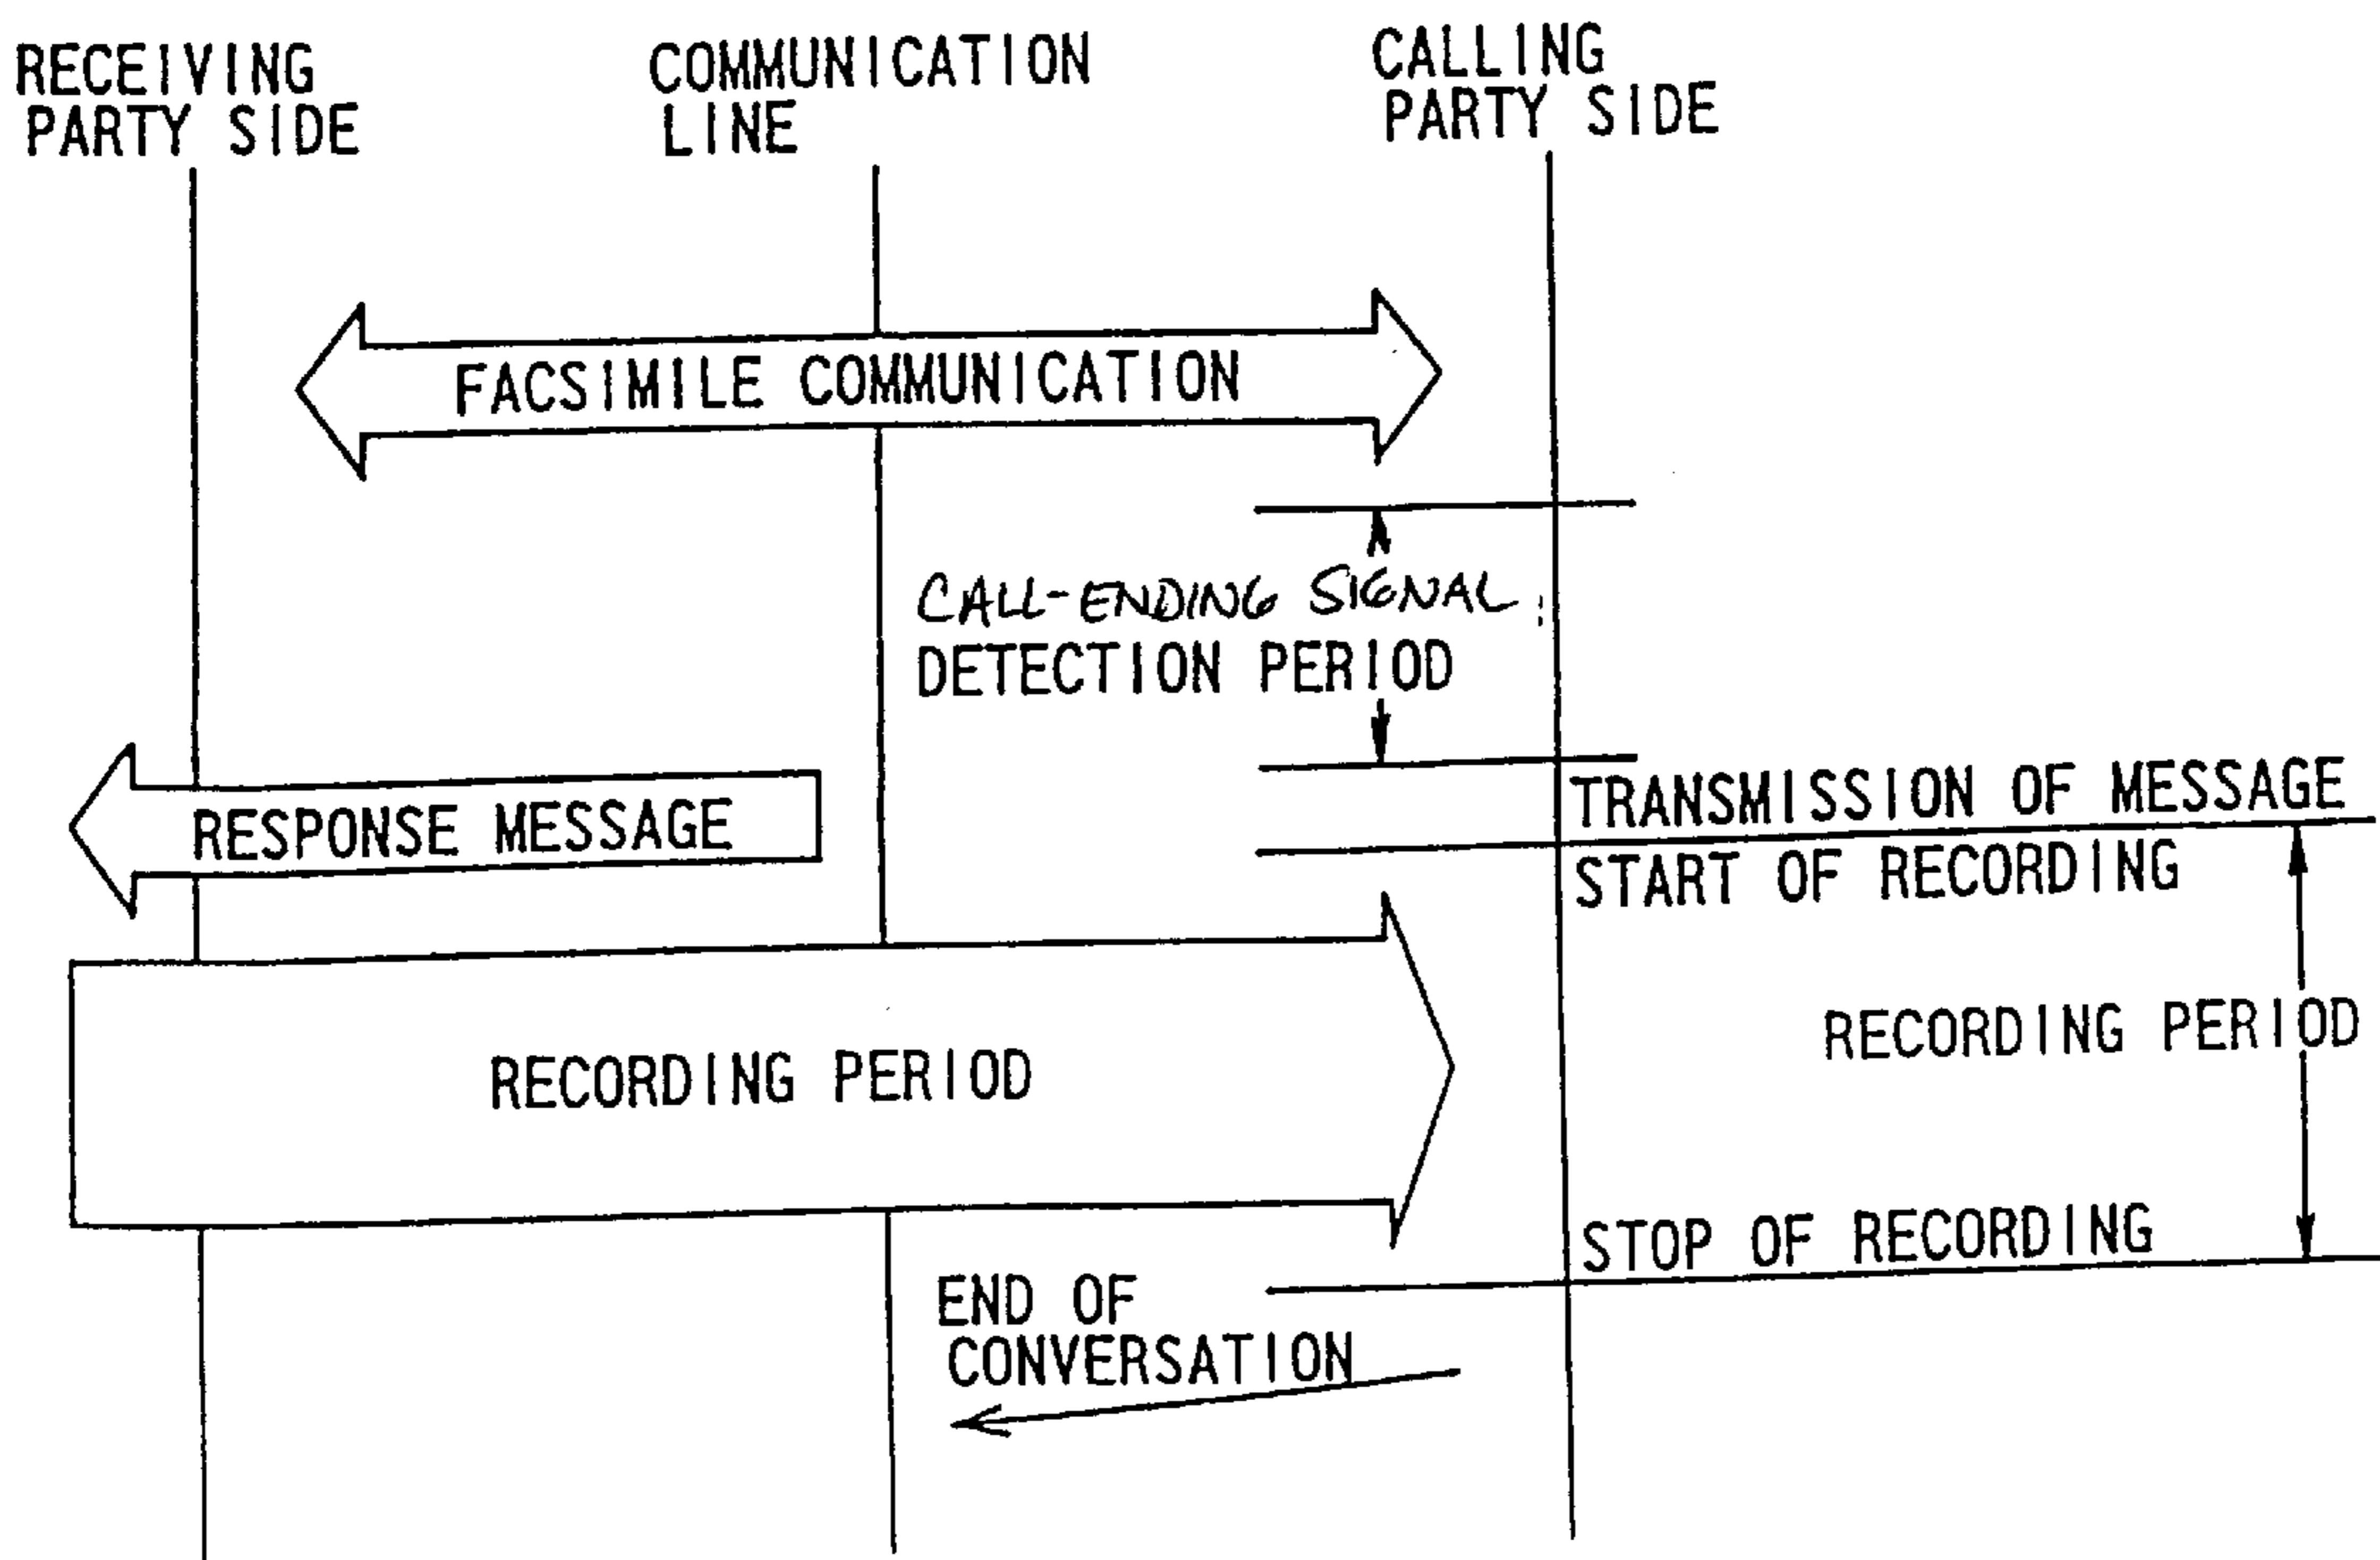 RECEIVING
PARTY SIDE
COMMUNICATION
LINE
CALLING
PARTY SIDE
FACSIMILE COMMUNICATION
CALL-ENDING SIGNAL
DETECTION PERIOD
RESPONSE MESSAGE
TRANSMISSION OF MESSAGE
START OF RECORDING
RECORDING PERIOD
RECORDING PERIOD
STOP OF RECORDING
END OF
CONVERSATION